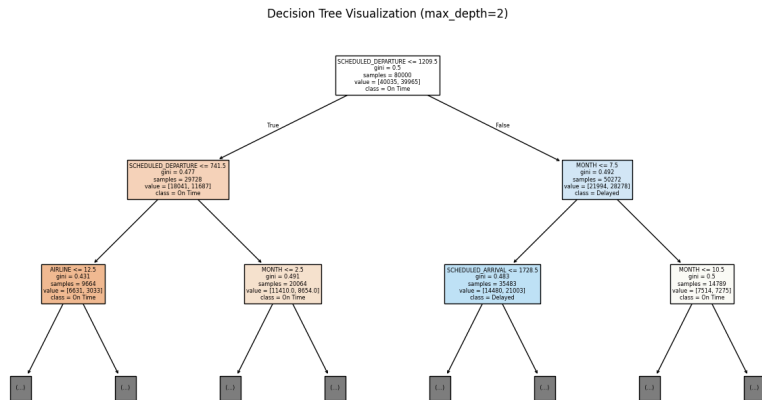 Decision Tree Visualization (max_depth=2)
SCHEDULED_DEPARTURE <= 1209.5
gini = 0.5
samples = 80000
value = [40035, 39965]
class = On Time
True
False
SCHEDULED_DEPARTURE <= 741.5
gini = 0.477
samples = 29728
value = [18041, 11687]
class = On Time
MONTH <= 7.5
gini = 0.492
samples = 50272
value = [21994, 28278]
class = Delayed
AIRLINE <= 12.5
gini = 0.431
samples = 9664
value = [6631, 3033]
class = On Time
MONTH <= 2.5
gini = 0.491
samples = 20064
value = [11410.0, 8654.0]
class = On Time
SCHEDULED_ARRIVAL <= 1728.5
gini = 0.483
samples = 35483
value = [14480, 21003]
class = Delayed
MONTH <= 10.5
gini = 0.5
samples = 14789
value = [7514, 7275]
class = On Time
(...)
(...)
(...)
(...)
(...)
(...)
(...)
(...)